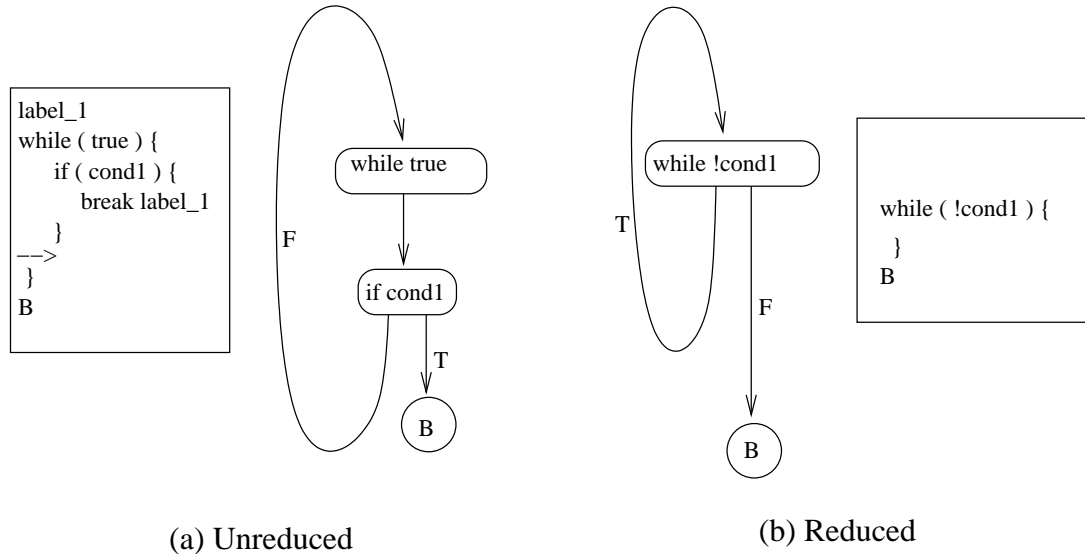 label_1
while ( true ) {
if ( cond1 ) {
break label_1
}
-->
}
B
F
while true
if cond1
T
B
(a) Unreduced
T
while !cond1
F
B
while ( !cond1 ) {
}
B
(b) Reduced